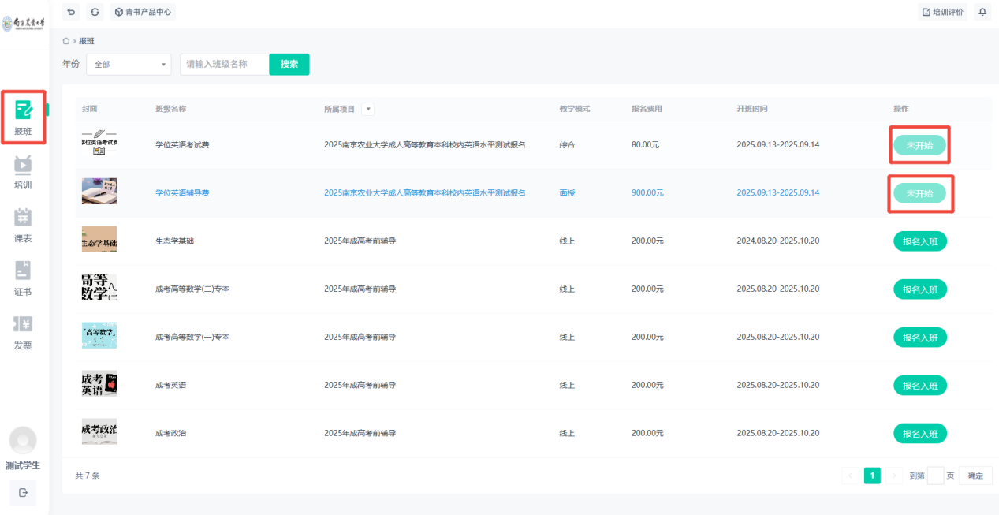 南京农业大学
青书产品中心
培训评价
报班
年份 全部 请输入班级名称 搜索
报班
培训
课表
证书
发票
测试学生
封面 班级名称 所属项目 教学模式 报名费用 开班时间 操作
学位英语考试费 学位英语考试费 2025南京农业大学成人高等教育本科校内英语水平测试报名 综合 80.00元 2025.09.13-2025.09.14 未开始
学位英语辅导费 2025南京农业大学成人高等教育本科校内英语水平测试报名 面授 900.00元 2025.09.13-2025.09.14 未开始
生态学基础 生态学基础 2025年成高考前辅导 线上 200.00元 2024.08.20-2025.10.20 报名入班
高等数学(二 成考高等数学(二)专本 2025年成高考前辅导 线上 200.00元 2025.08.20-2025.10.20 报名入班
「高等数学」(一) 成考高等数学(一)专本 2025年成高考前辅导 线上 200.00元 2025.08.20-2025.10.20 报名入班
成考英语 成考英语 2025年成高考前辅导 线上 200.00元 2025.08.20-2025.10.20 报名入班
成考政治 成考政治 2025年成高考前辅导 线上 200.00元 2025.08.20-2025.10.20 报名入班
共 7 条
1 到第 页 确定